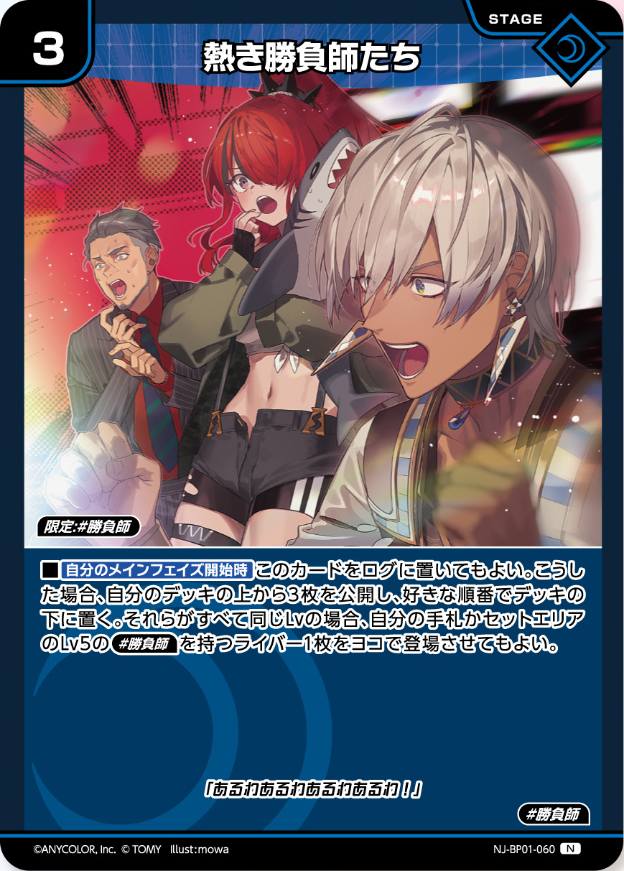 STAGE
3
熱き勝負師たち
限定:#勝負師
■自分のメインフェイズ開始時 このカードをログに置いてもよい。こうし
た場合、自分のデッキの上から3枚を公開し、好きな順番でデッキの
下に置く。それらがすべて同じLvの場合、自分の手札かセットエリア
のLv5の #勝負師 を持つライバー1枚をヨコで登場させてもよい。
「あるわあるわあるわあるわ！」
#勝負師
©ANYCOLOR, Inc. © TOMY Illust:mowa
NJ-BP01-060 N